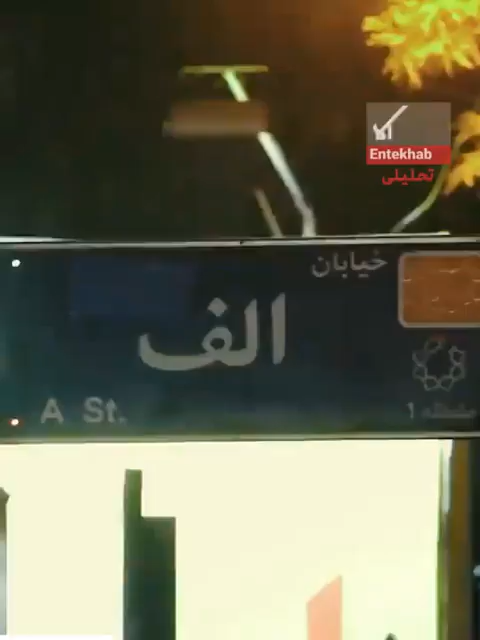 Entekhab
تحلیلی
خیابان
الف
A St.
منطقه 1